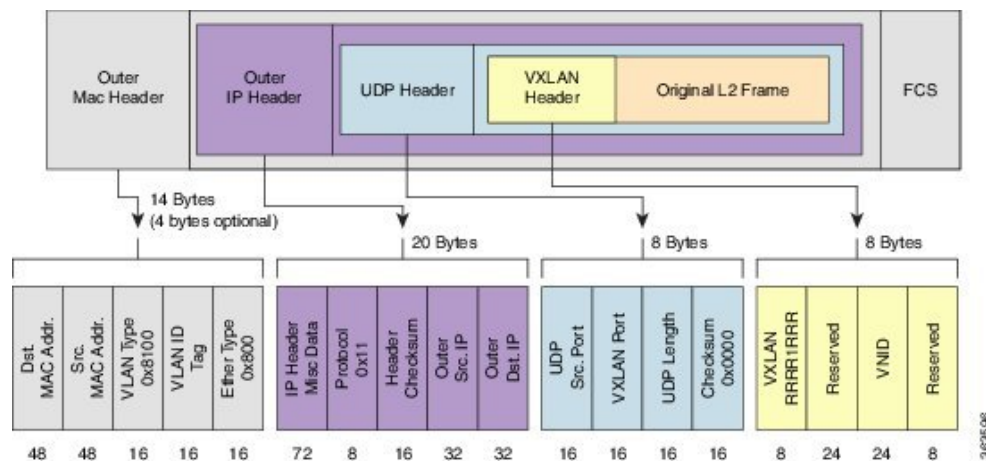 Outer
Mac Header
Outer
IP Header
UDP Header
VXLAN
Header
Original L2 Frame
FCS
14 Bytes
(4 bytes optional)
20 Bytes
8 Bytes
8 Bytes
Dst.
MAC Addr.
Src.
MAC Addr.
VLAN Type
0x8100
VLAN ID
Tag
Ether Type
0x800
IP Header
Misc Data
Protocol
0x11
Header
Checksum
Outer
Src. IP
Outer
Dst. IP
UDP
Src. Port
VXLAN Port
UDP Length
Checksum
0x0000
VXLAN
RRRR1RRR
Reserved
VNID
Reserved
48 48 16 16 16 72 8 16 32 32 16 16 16 16 8 24 24 8